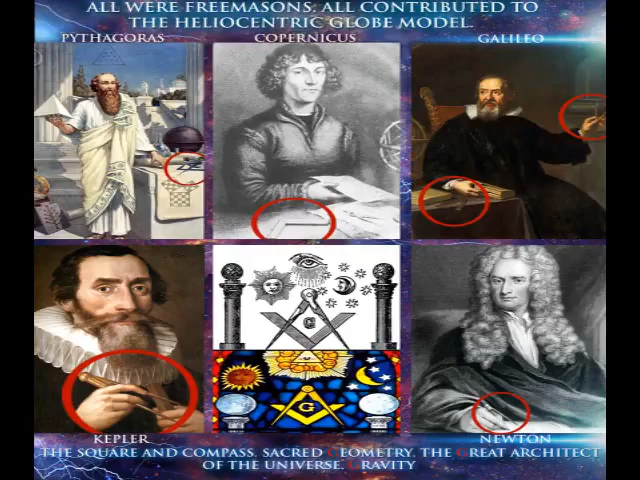 ALL WERE FREEMASONS. ALL CONTRIBUTED TO
THE HELIOCENTRIC GLOBE MODEL.
PYTHAGORAS COPERNICUS GALILEO
G
G
KEPLER NEWTON
THE SQUARE AND COMPASS. SACRED GEOMETRY. THE GREAT ARCHITECT
OF THE UNIVERSE. GRAVITY